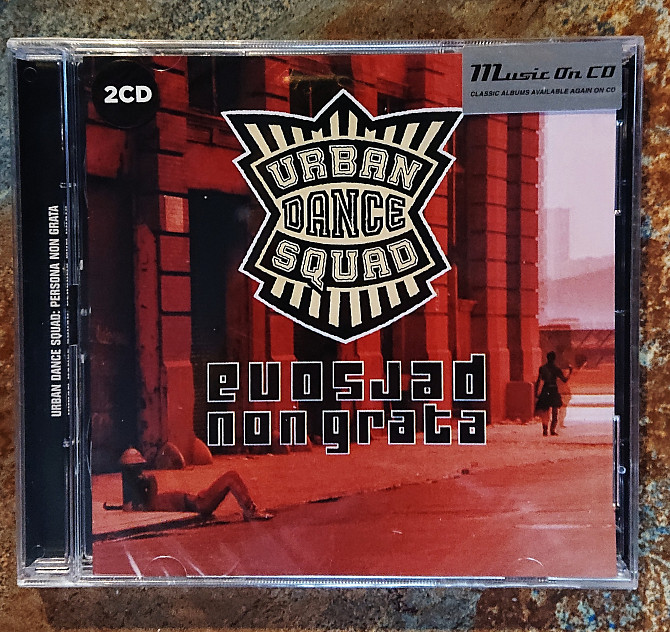 2CD
Music On CD
CLASSIC ALBUMS AVAILABLE AGAIN ON CD
URBAN
DANCE
SQUAD
persona
non grata
URBAN DANCE SQUAD: PERSONA NON GRATA